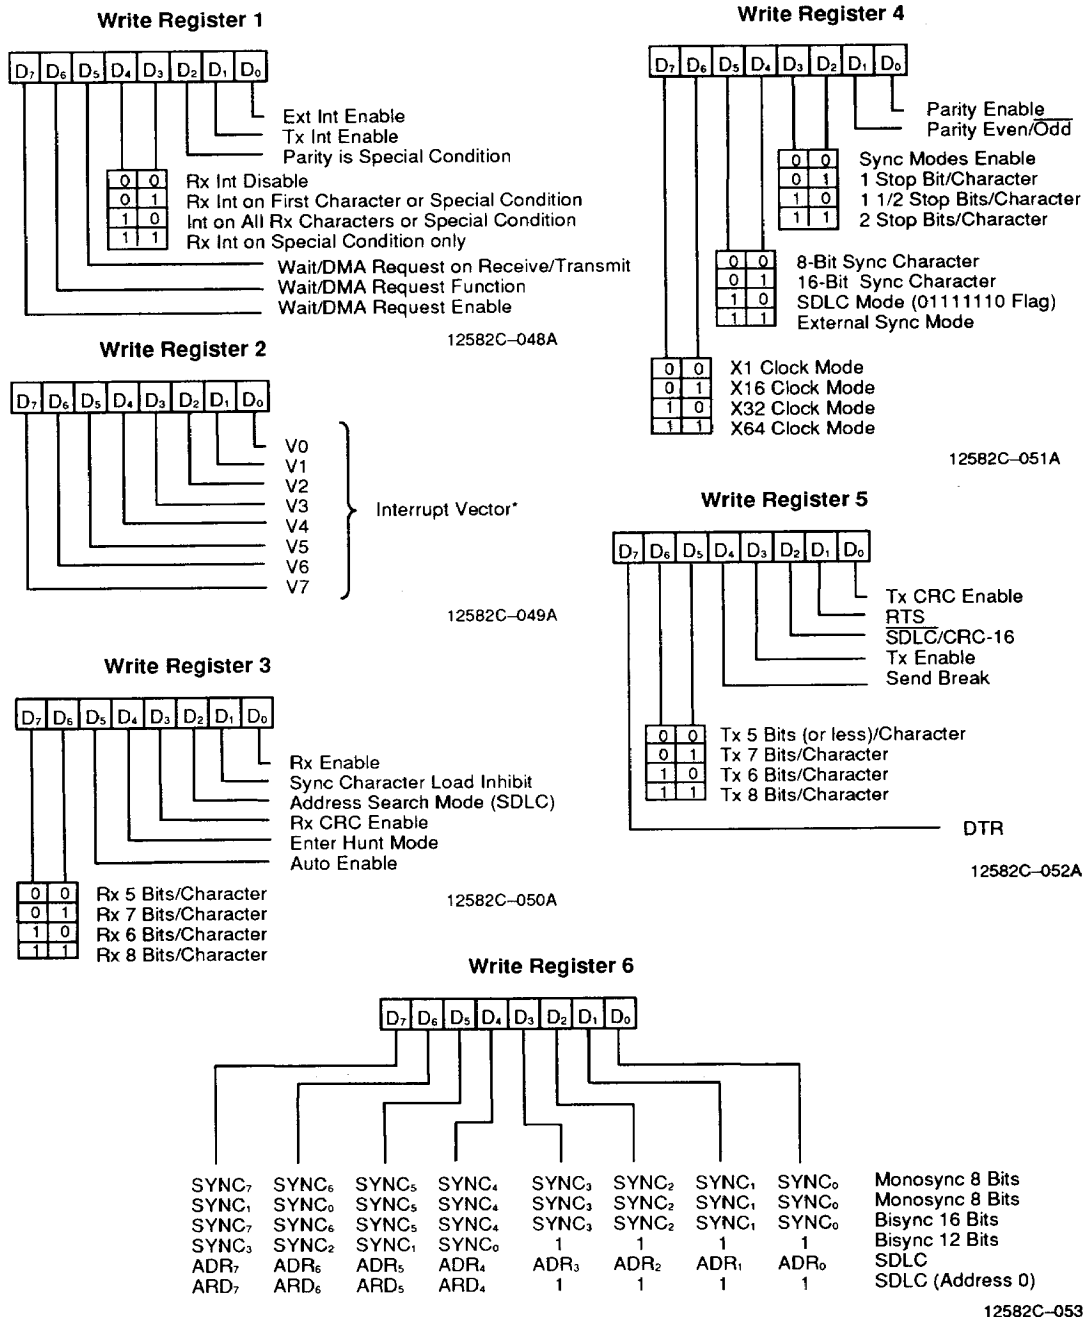 Write Register 1
D7 D6 D5 D4 D3 D2 D1 D0
Ext Int Enable
Tx Int Enable
Parity is Special Condition
0 0 Rx Int Disable
0 1 Rx Int on First Character or Special Condition
1 0 Int on All Rx Characters or Special Condition
1 1 Rx Int on Special Condition only
Wait/DMA Request on Receive/Transmit
Wait/DMA Request Function
Wait/DMA Request Enable
12582C–048A
Write Register 2
D7 D6 D5 D4 D3 D2 D1 D0
V0
V1
V2
V3
V4
V5
V6
V7
Interrupt Vector*
12582C–049A
Write Register 3
D7 D6 D5 D4 D3 D2 D1 D0
Rx Enable
Sync Character Load Inhibit
Address Search Mode (SDLC)
Rx CRC Enable
Enter Hunt Mode
Auto Enable
0 0 Rx 5 Bits/Character
0 1 Rx 7 Bits/Character
1 0 Rx 6 Bits/Character
1 1 Rx 8 Bits/Character
12582C–050A
Write Register 4
D7 D6 D5 D4 D3 D2 D1 D0
Parity Enable
Parity Even/Odd
0 0 Sync Modes Enable
0 1 1 Stop Bit/Character
1 0 1 1/2 Stop Bits/Character
1 1 2 Stop Bits/Character
0 0 8-Bit Sync Character
0 1 16-Bit Sync Character
1 0 SDLC Mode (01111110 Flag)
1 1 External Sync Mode
0 0 X1 Clock Mode
0 1 X16 Clock Mode
1 0 X32 Clock Mode
1 1 X64 Clock Mode
12582C–051A
Write Register 5
D7 D6 D5 D4 D3 D2 D1 D0
Tx CRC Enable
RTS
SDLC/CRC-16
Tx Enable
Send Break
0 0 Tx 5 Bits (or less)/Character
0 1 Tx 7 Bits/Character
1 0 Tx 6 Bits/Character
1 1 Tx 8 Bits/Character
DTR
12582C–052A
Write Register 6
D7 D6 D5 D4 D3 D2 D1 D0
SYNC7 SYNC6 SYNC5 SYNC4 SYNC3 SYNC2 SYNC1 SYNC0 Monosync 8 Bits
SYNC1 SYNC0 SYNC5 SYNC4 SYNC3 SYNC2 SYNC1 SYNC0 Monosync 8 Bits
SYNC7 SYNC6 SYNC5 SYNC4 SYNC3 SYNC2 SYNC1 SYNC0 Bisync 16 Bits
SYNC3 SYNC2 SYNC1 SYNC0 1 1 1 1 Bisync 12 Bits
ADR7 ADR6 ADR5 ADR4 ADR3 ADR2 ADR1 ADR0 SDLC
ARD7 ARD6 ARD5 ARD4 1 1 1 1 SDLC (Address 0)
12582C–053